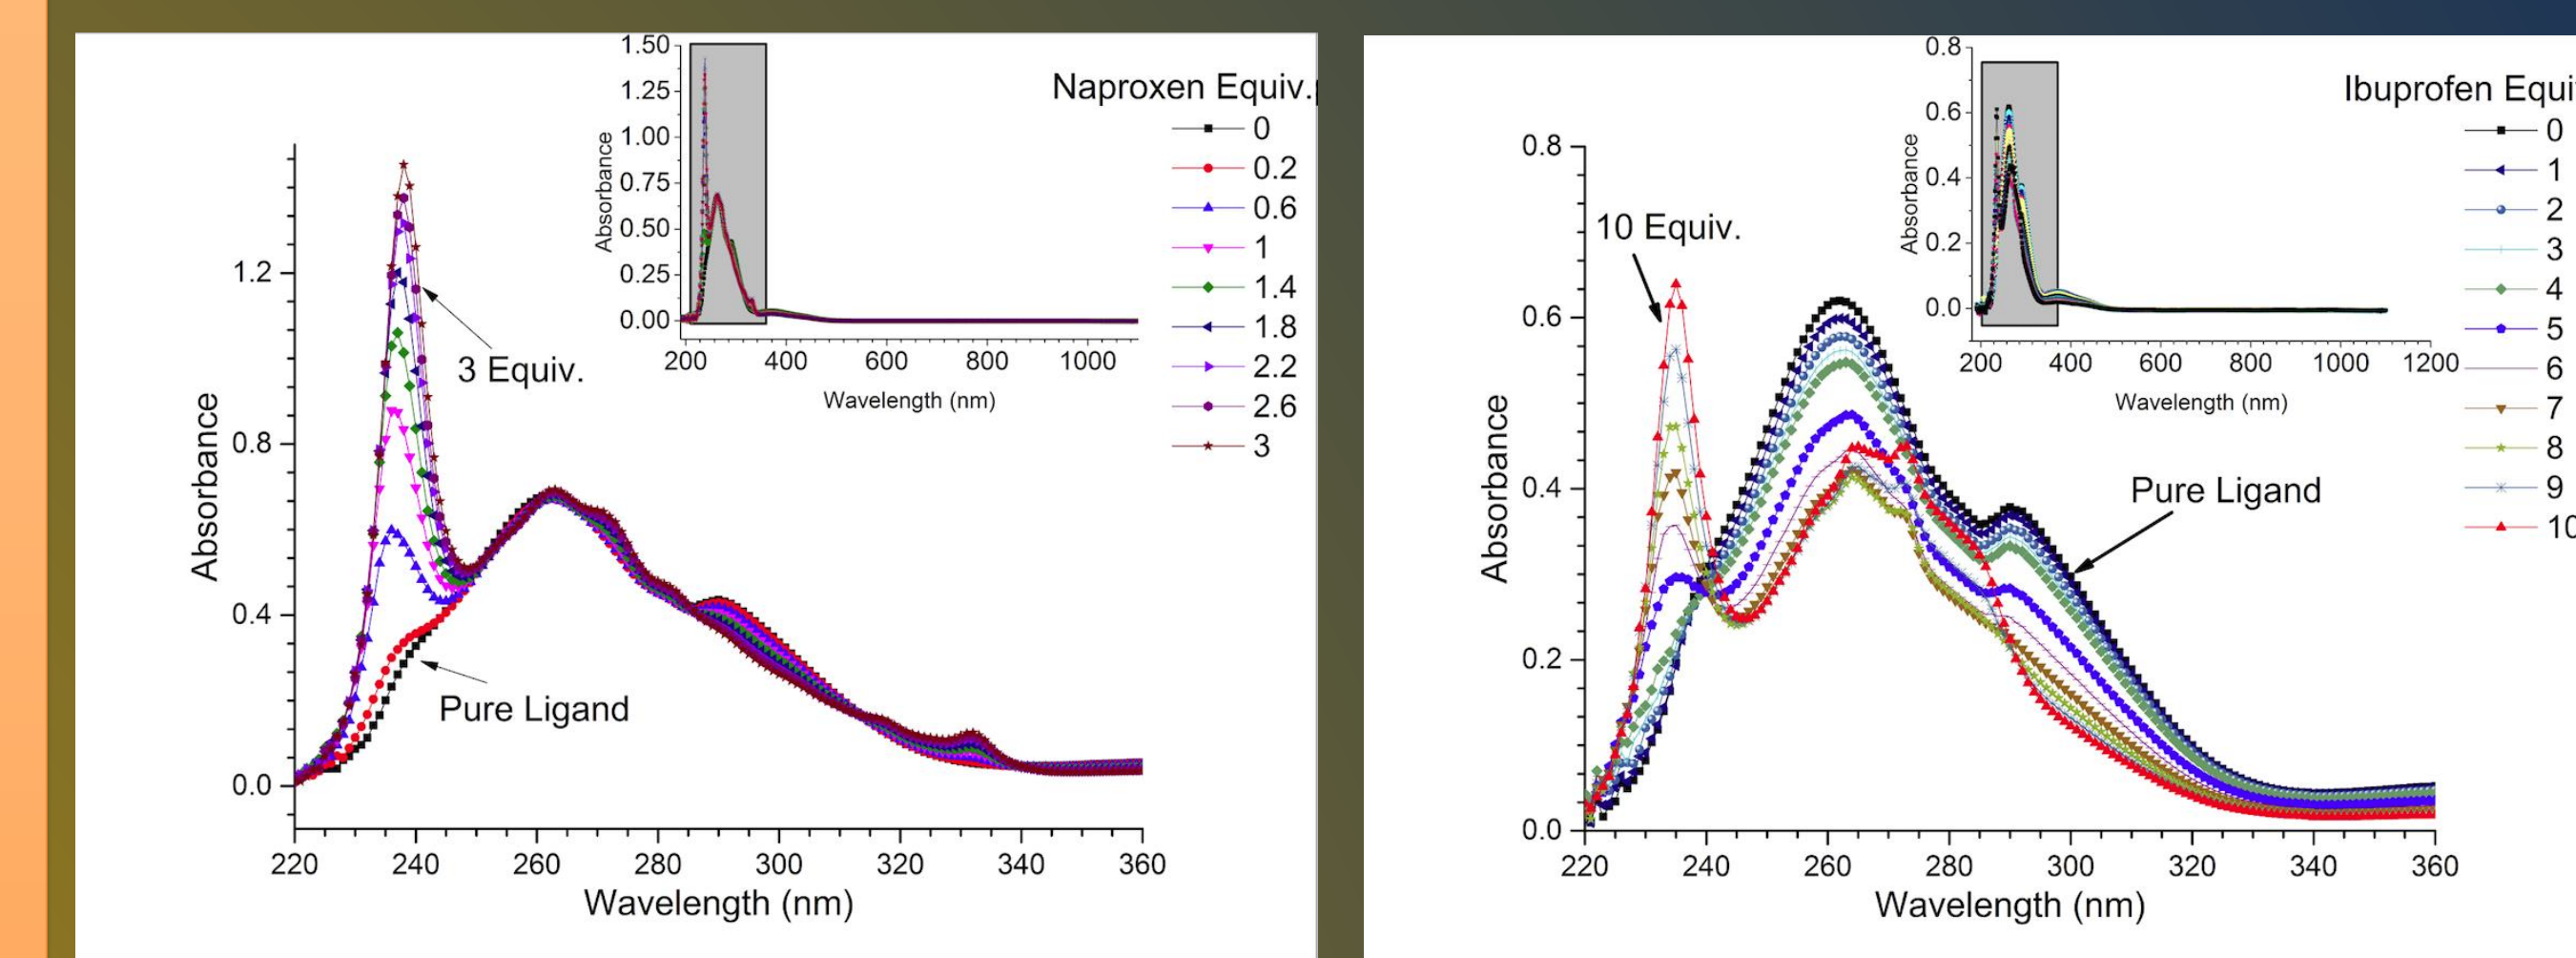 1.50
1.25
1.00
0.75
0.50
0.25
0.00
Absorbance
200 400 600 800 1000
Wavelength (nm)
Naproxen Equiv.
0
0.2
0.6
1
1.4
1.8
2.2
2.6
3
1.2
0.8
0.4
0.0
Absorbance
3 Equiv.
Pure Ligand
220 240 260 280 300 320 340 360
Wavelength (nm)
0.8
0.6
0.4
0.2
0.0
Absorbance
200 400 600 800 1000 1200
Wavelength (nm)
Ibuprofen Equi
0
1
2
3
4
5
6
7
8
9
10
0.8
0.6
0.4
0.2
0.0
Absorbance
10 Equiv.
Pure Ligand
220 240 260 280 300 320 340 360
Wavelength (nm)